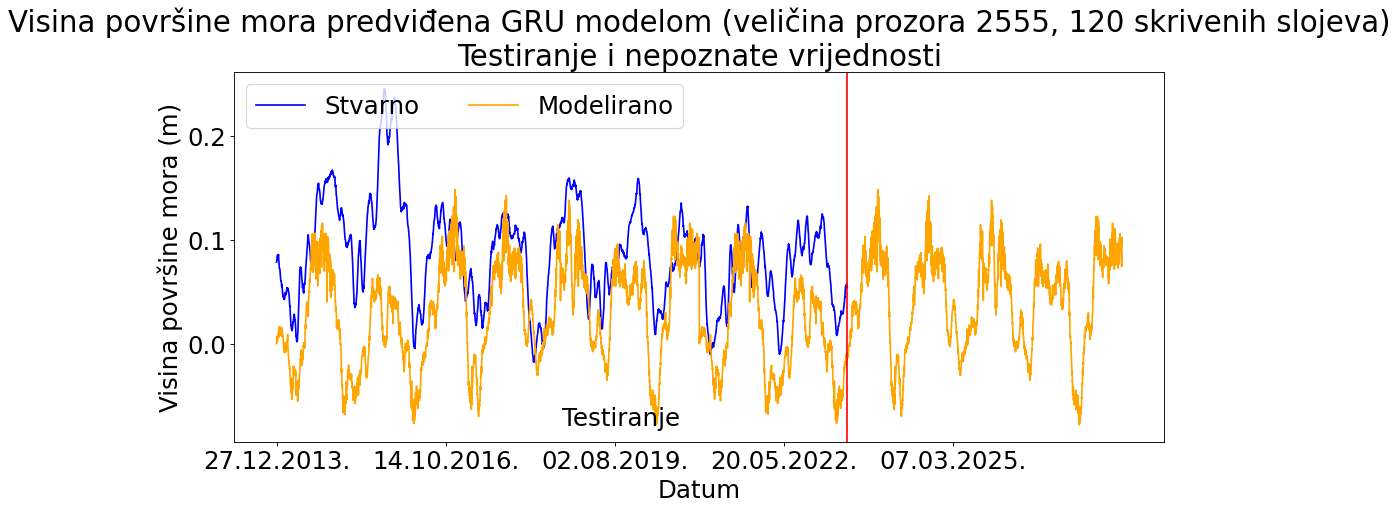 Visina površine mora predviđena GRU modelom (veličina prozora 2555, 120 skrivenih slojeva)
Testiranje i nepoznate vrijednosti
Stvarno Modelirano
Visina površine mora (m)
0.2
0.1
0.0
Testiranje
27.12.2013. 14.10.2016. 02.08.2019. 20.05.2022. 07.03.2025.
Datum